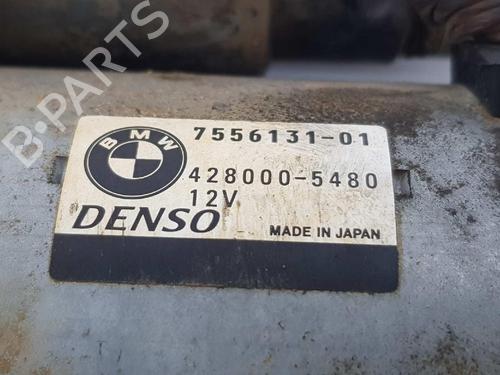 B-PARTS
BMW
7556131-01
428000-5480
12V
DENSO
MADE IN JAPAN